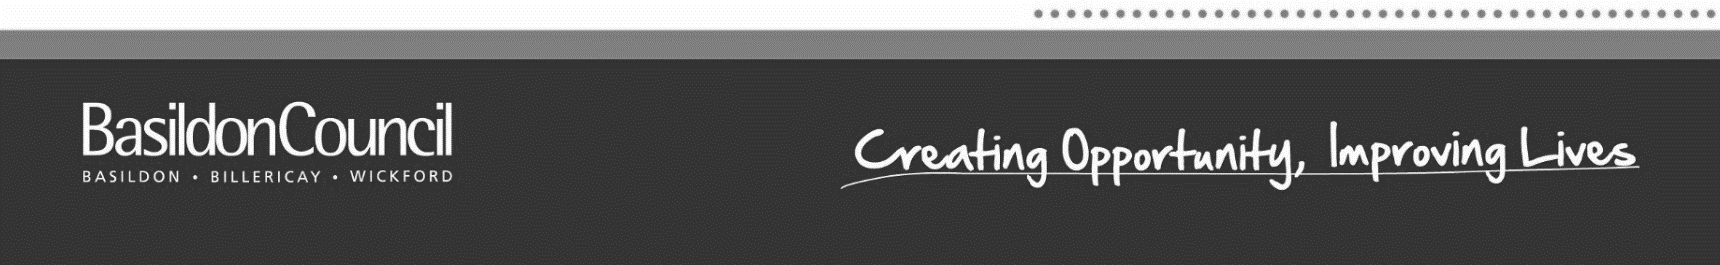 BasildonCouncil
BASILDON • BILLERICAY • WICKFORD
Creating Opportunity, Improving Lives